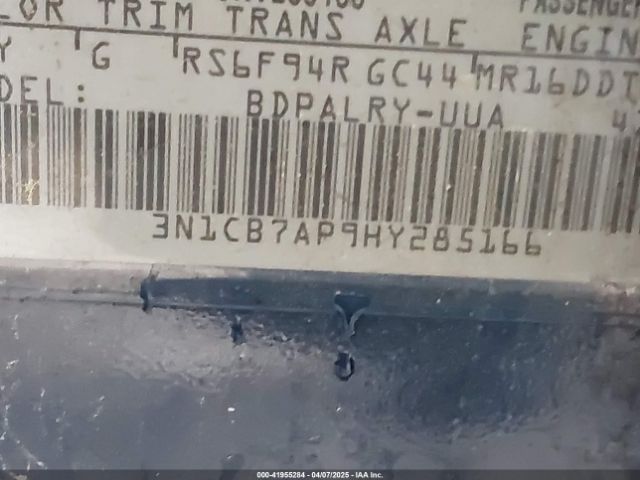 PASSENGER
LOR TRIM TRANS AXLE ENGIN
Y G RS6F94R GC44 MR16DDT
DEL: BDPALRY-UUA
3N1CB7AP9HY285166
000-41955284 - 04/07/2025 - IAA Inc.